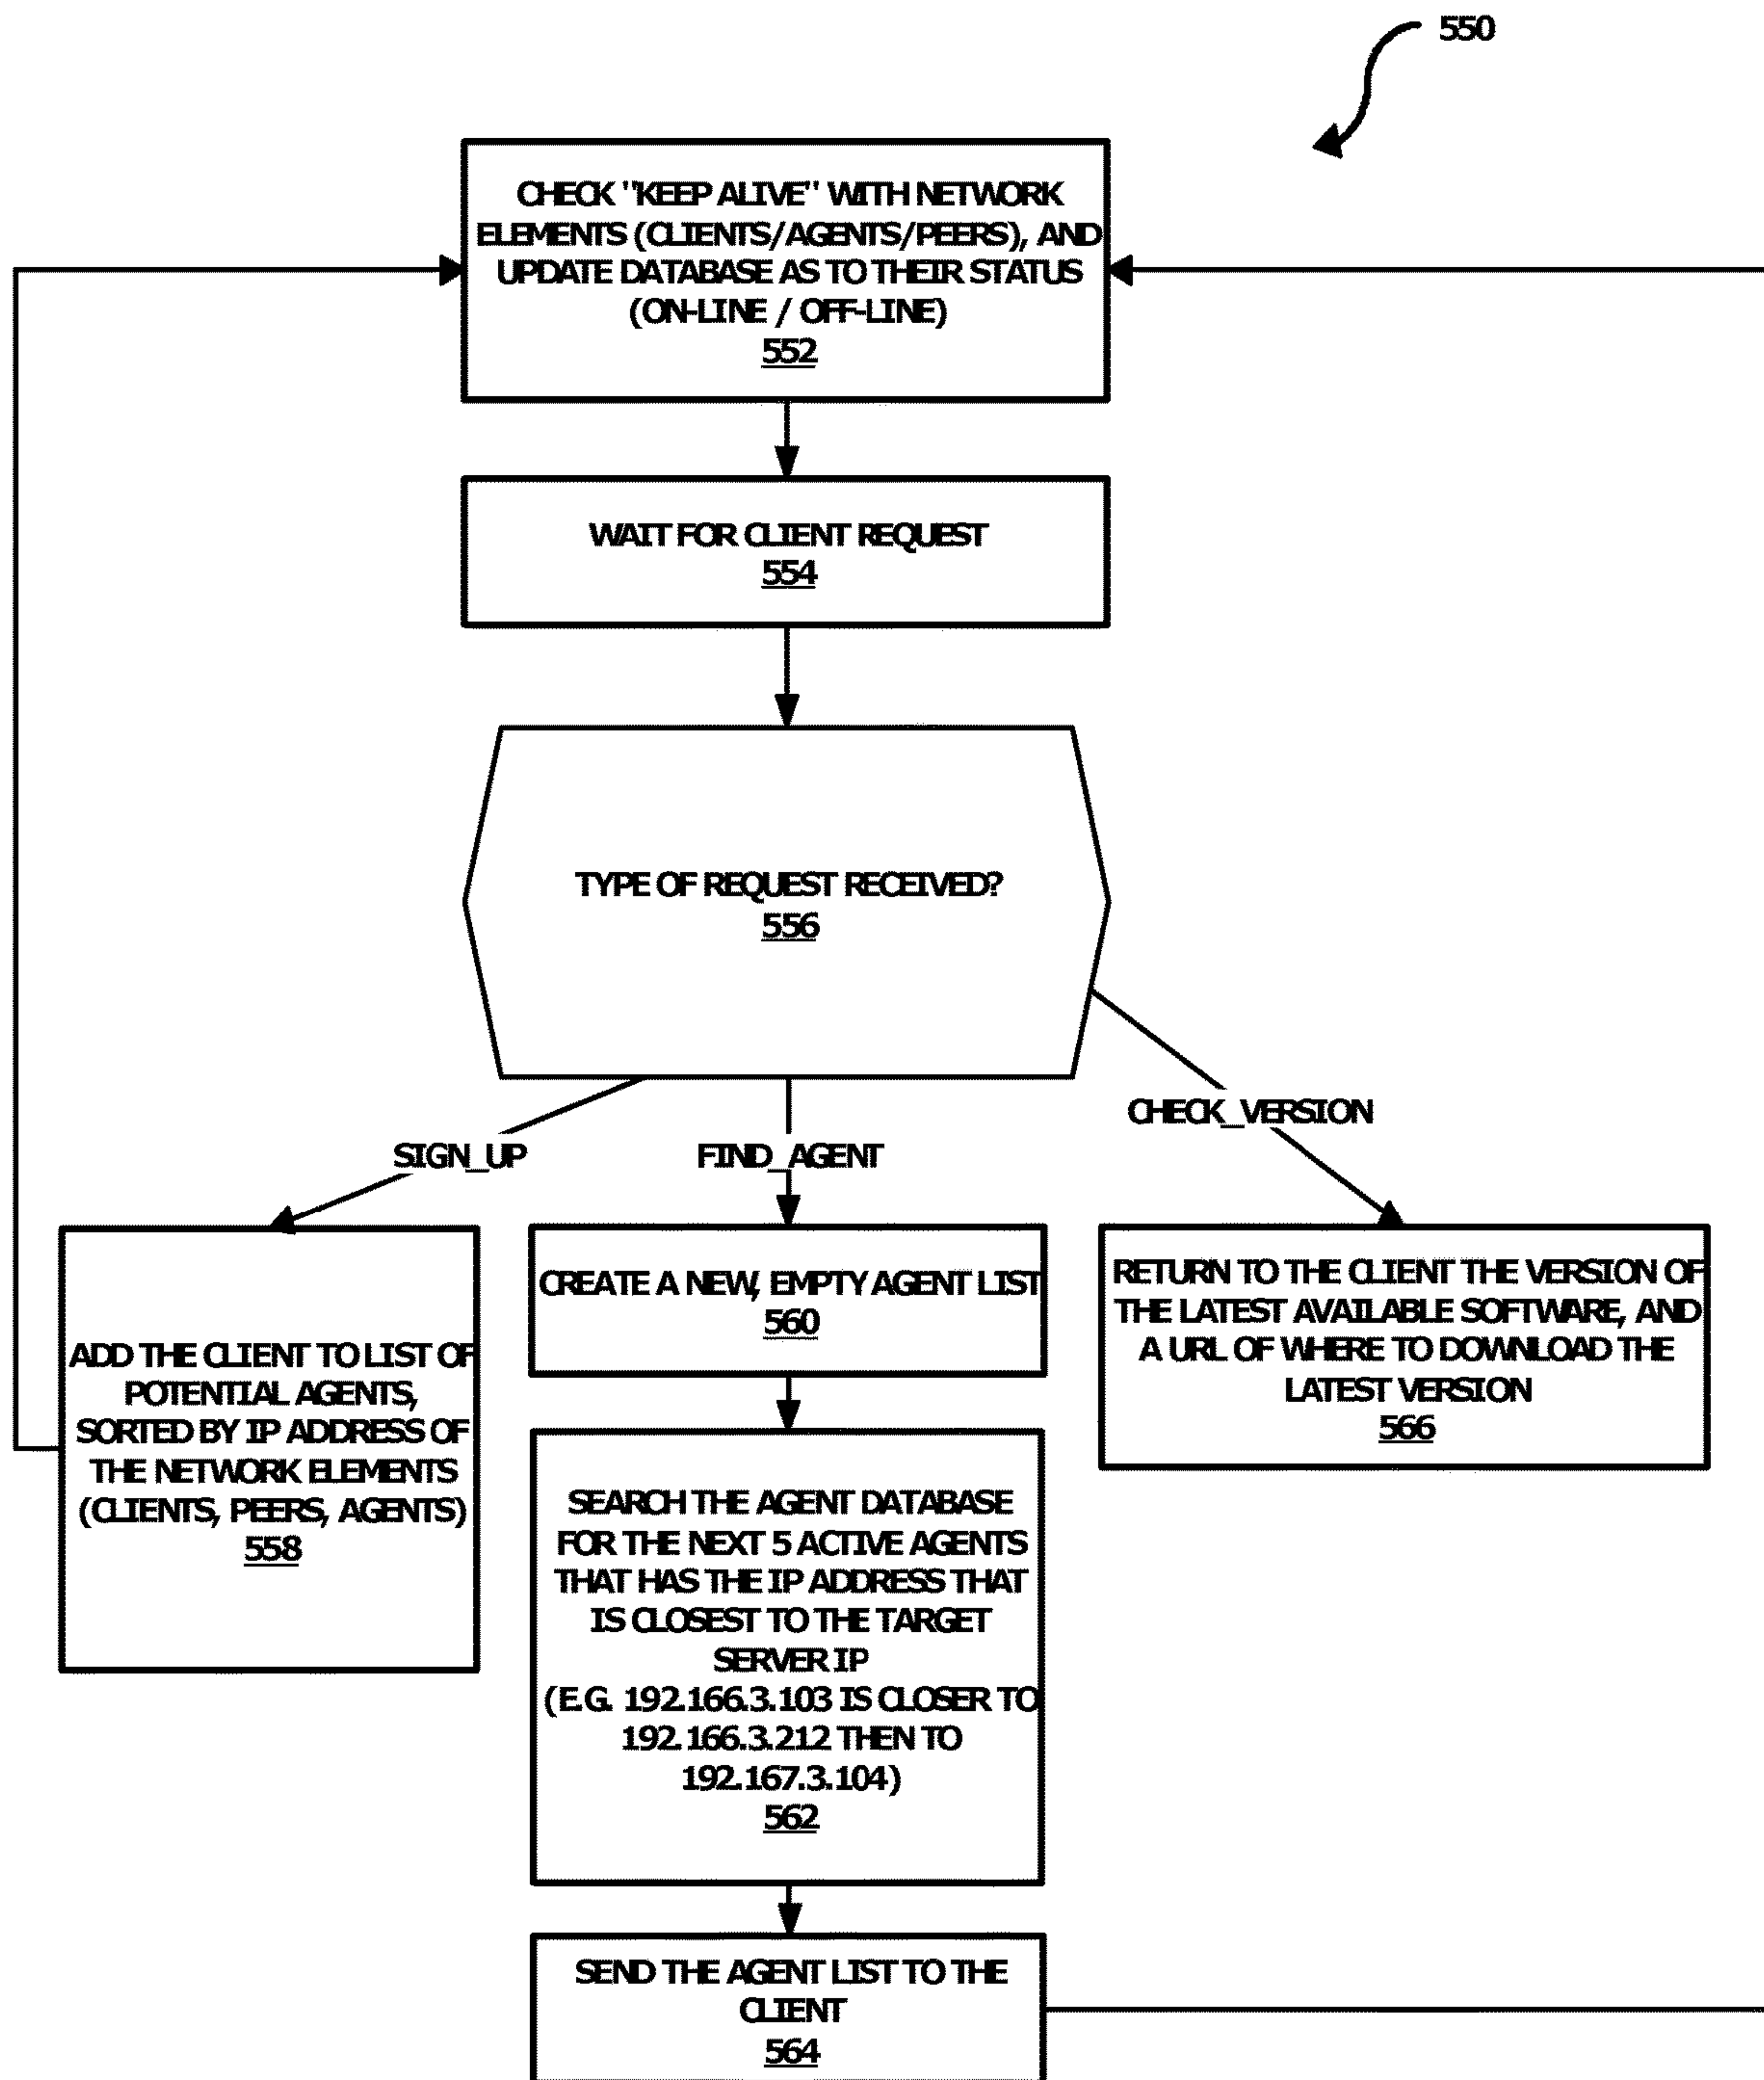 550
CHECK "KEEP ALIVE" WITH NETWORK
ELEMENTS (CLIENTS/AGENTS/PEERS), AND
UPDATE DATABASE AS TO THEIR STATUS
(ON-LINE / OFF-LINE)
552
WAIT FOR CLIENT REQUEST
554
TYPE OF REQUEST RECEIVED?
556
SIGN_UP
FIND_AGENT
CHECK_VERSION
ADD THE CLIENT TO LIST OF
POTENTIAL AGENTS,
SORTED BY IP ADDRESS OF
THE NETWORK ELEMENTS
(CLIENTS, PEERS, AGENTS)
558
CREATE A NEW, EMPTY AGENT LIST
560
SEARCH THE AGENT DATABASE
FOR THE NEXT 5 ACTIVE AGENTS
THAT HAS THE IP ADDRESS THAT
IS CLOSEST TO THE TARGET
SERVER IP
(E.G. 192.166.3.103 IS CLOSER TO
192.166.3.212 THEN TO
192.167.3.104)
562
SEND THE AGENT LIST TO THE
CLIENT
564
RETURN TO THE CLIENT THE VERSION OF
THE LATEST AVAILABLE SOFTWARE, AND
A URL OF WHERE TO DOWNLOAD THE
LATEST VERSION
566